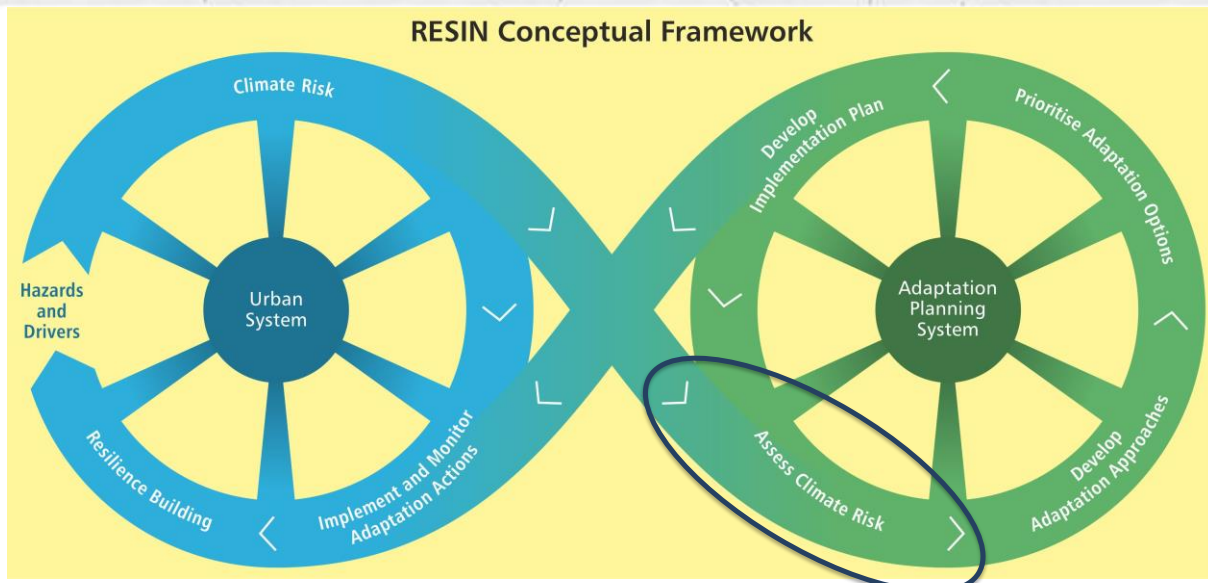 RESIN Conceptual Framework
Climate Risk
Hazards
and
Drivers
Urban
System
Resilience Building
Implement and Monitor
Adaptation Actions
Develop
Implementation Plan
Prioritise Adaptation Options
Adaptation
Planning
System
Assess Climate Risk
Develop
Adaptation Approaches